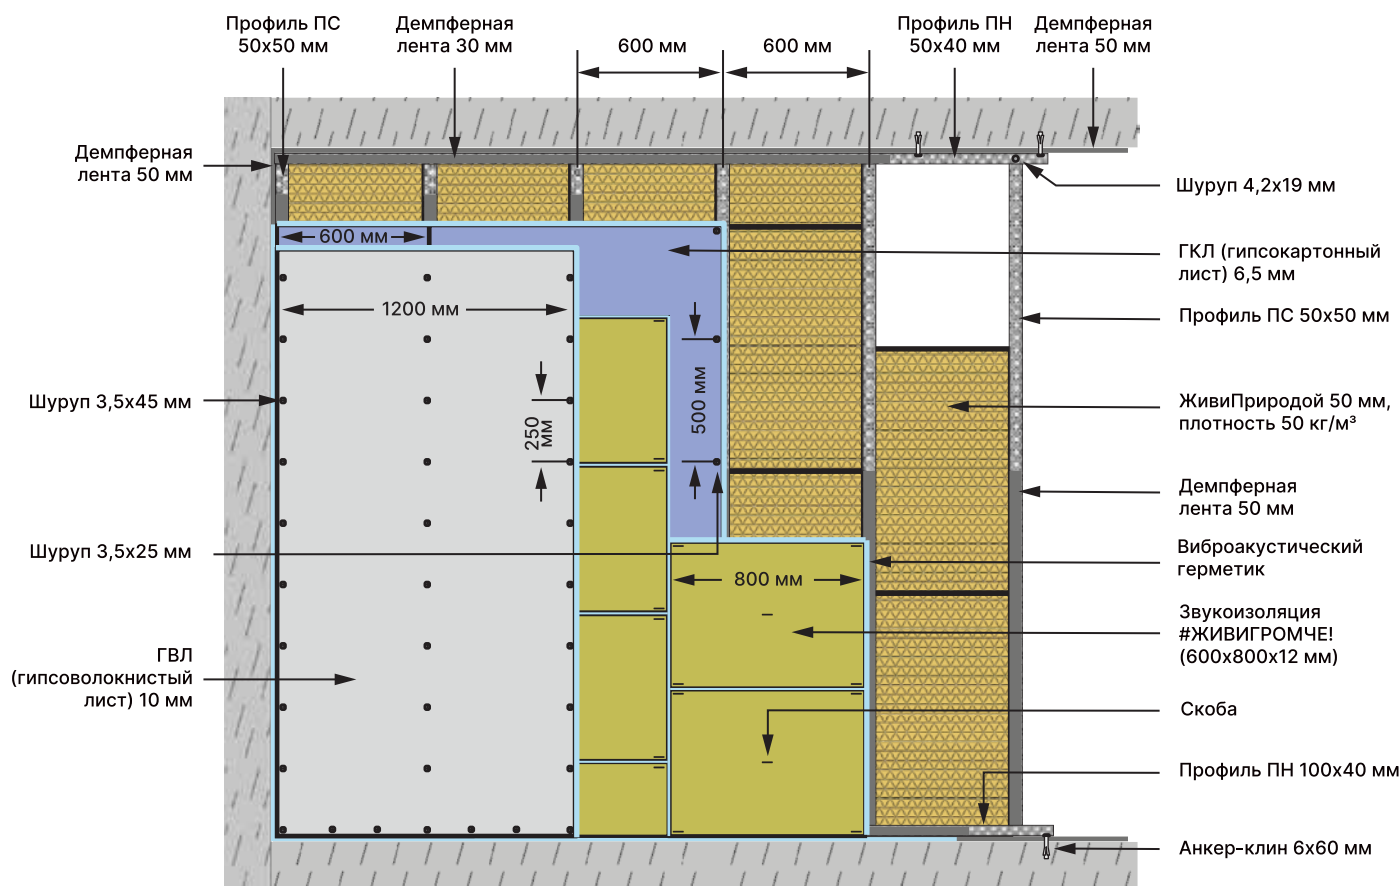 Профиль ПС
50х50 мм
Демпферная
лента 30 мм
600 мм
600 мм
Профиль ПН
50х40 мм
Демпферная
лента 50 мм
Демпферная
лента 50 мм
Шуруп 4,2х19 мм
600 мм
ГКЛ (гипсокартонный
лист) 6,5 мм
1200 мм
Профиль ПС 50х50 мм
Шуруп 3,5х45 мм
250
мм
500 мм
ЖивиПриродой 50 мм,
плотность 50 кг/м³
Демпферная
лента 50 мм
Шуруп 3,5х25 мм
Виброакустический
герметик
800 мм
Звукоизоляция
#ЖИВИГРОМЧЕ!
(600х800х12 мм)
ГВЛ
(гипсоволокнистый
лист) 10 мм
Скоба
Профиль ПН 100х40 мм
Анкер-клин 6х60 мм